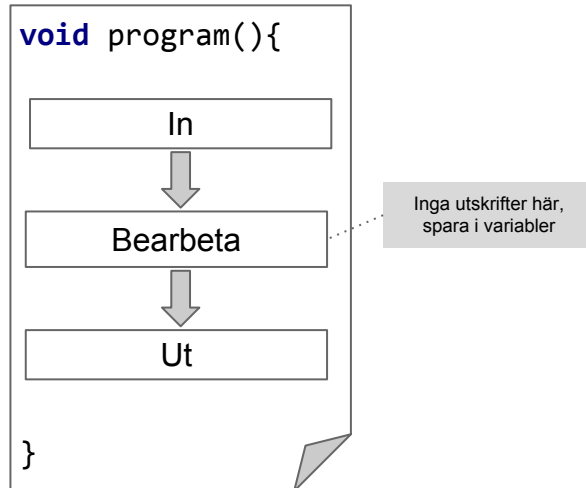 void program(){
In
Bearbeta
Inga utskrifter här,
spara i variabler
Ut
}